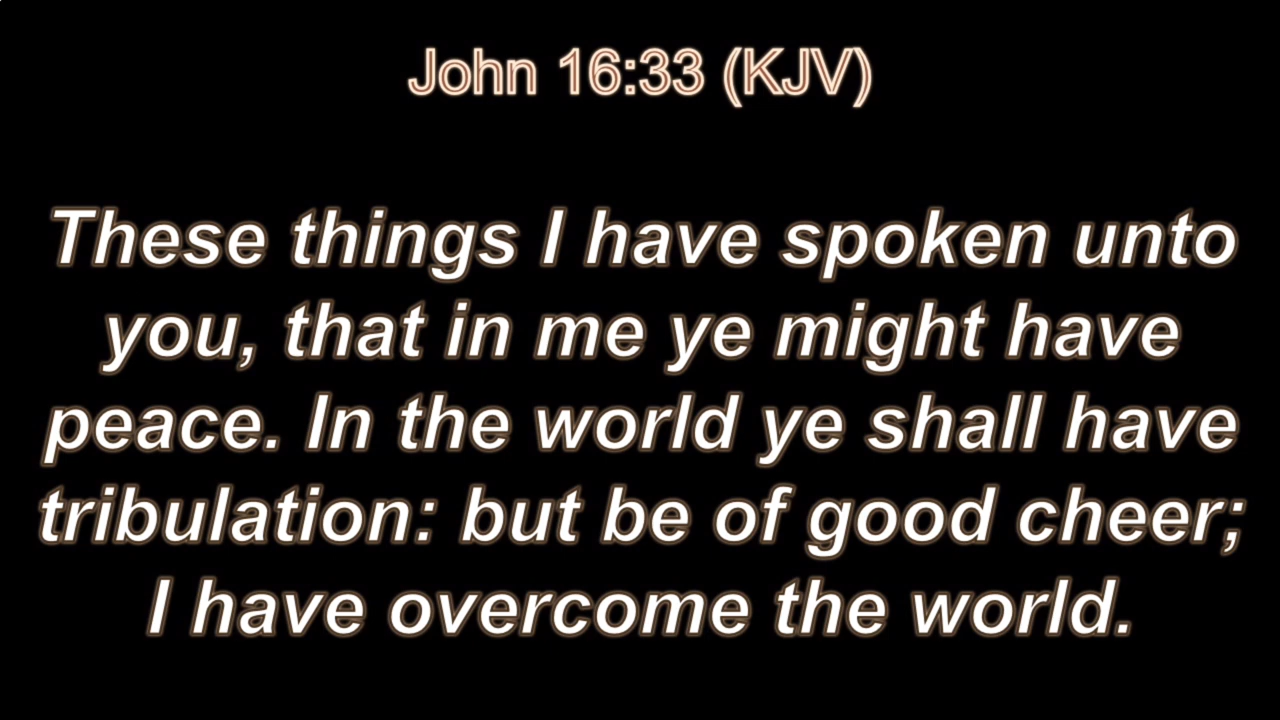 John 16:33 (KJV)
These things I have spoken unto
you, that in me ye might have
peace. In the world ye shall have
tribulation: but be of good cheer;
I have overcome the world.